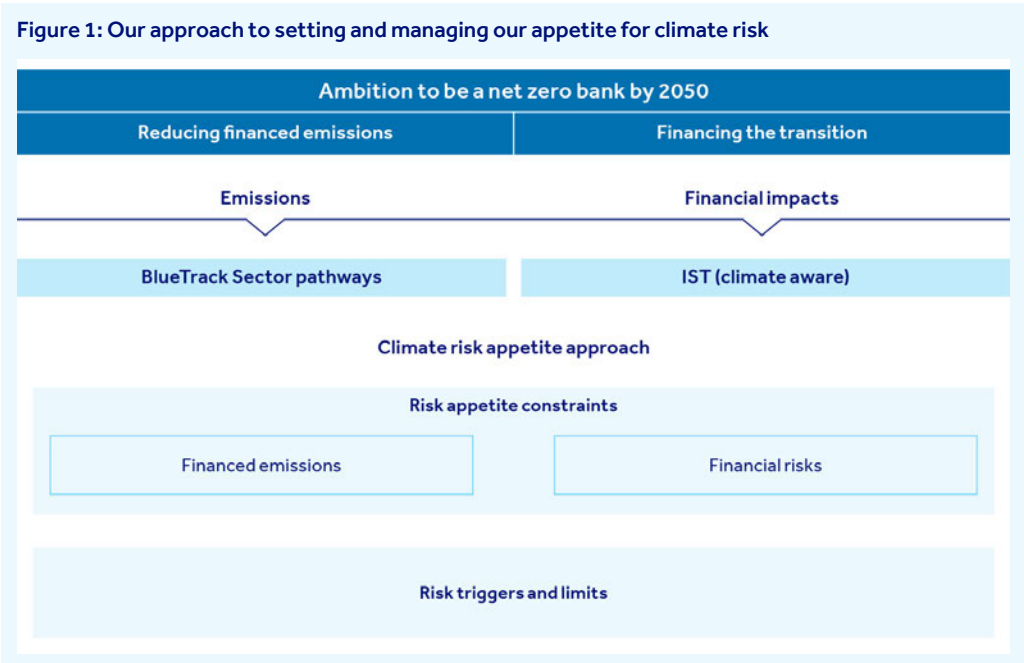 Figure 1: Our approach to setting and managing our appetite for climate risk
Ambition to be a net zero bank by 2050
Reducing financed emissions
Financing the transition
Emissions
Financial impacts
BlueTrack Sector pathways
IST (climate aware)
Climate risk appetite approach
Risk appetite constraints
Financed emissions
Financial risks
Risk triggers and limits